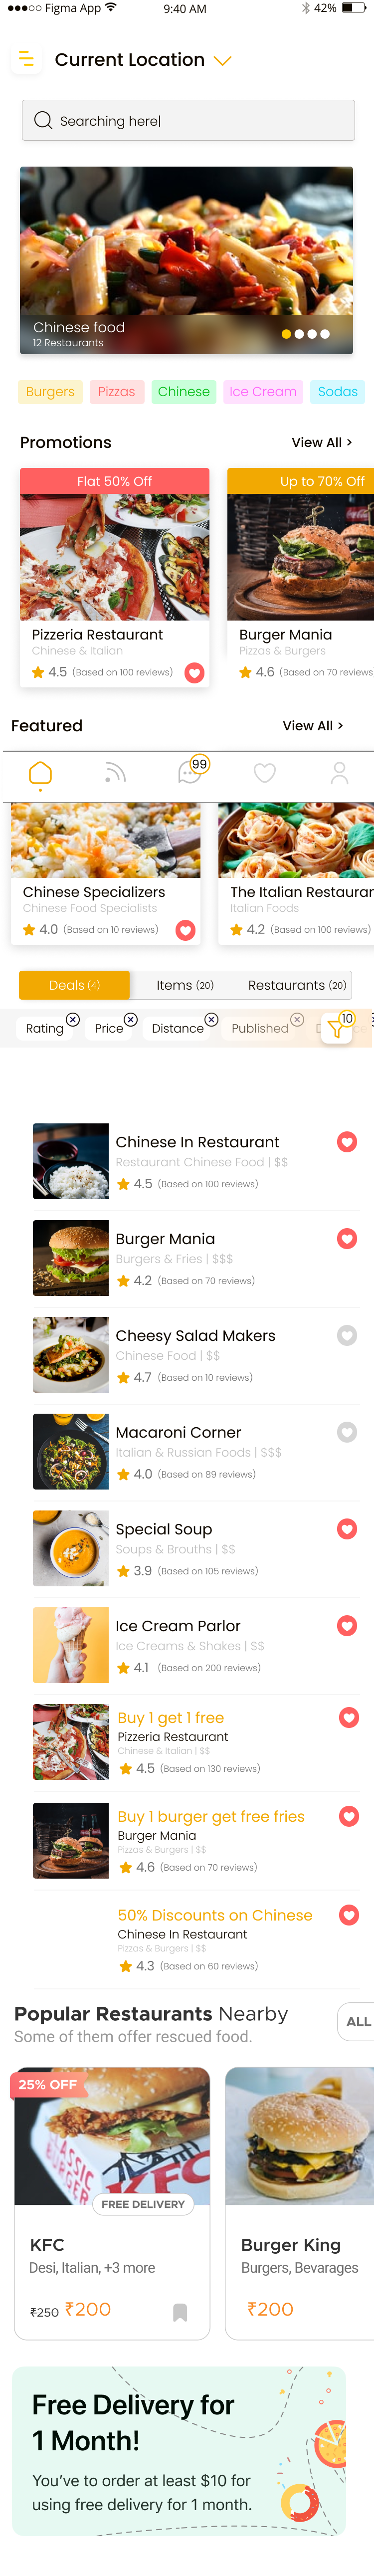 Figma App
9:40 AM
42%
Current Location
Searching here|
Chinese food
12 Restaurants
Burgers
Pizzas
Chinese
Ice Cream
Sodas
Promotions
View All >
Flat 50% Off
Up to 70% Off
Pizzeria Restaurant
Burger Mania
Chinese & Italian
Pizzas & Burgers
4.5 (Based on 100 reviews)
4.6 (Based on 70 reviews
Featured
View All >
99
Chinese Specializers
The Italian Restaurar
Chinese Food Specialists
Italian Foods
4.0 (Based on 10 reviews)
4.2 (Based on 100 reviews)
Deals (4)
Items (20)
Restaurants (20)
Rating
Price
Distance
Published
10
Chinese In Restaurant
Restaurant Chinese Food | $$
4.5 (Based on 100 reviews)
Burger Mania
Burgers & Fries | $$$
4.2 (Based on 70 reviews)
Cheesy Salad Makers
Chinese Food | $$
4.7 (Based on 10 reviews)
Macaroni Corner
Italian & Russian Foods | $$$
4.0 (Based on 89 reviews)
Special Soup
Soups & Brouths | $$
3.9 (Based on 105 reviews)
Ice Cream Parlor
Ice Creams & Shakes | $$
4.1 (Based on 200 reviews)
Buy 1 get 1 free
Pizzeria Restaurant
Chinese & Italian | $$
4.5 (Based on 130 reviews)
Buy 1 burger get free fries
Burger Mania
Pizzas & Burgers | $$
4.6 (Based on 70 reviews)
50% Discounts on Chinese
Chinese In Restaurant
Pizzas & Burgers | $$
4.3 (Based on 60 reviews)
Popular Restaurants Nearby
ALL
Some of them offer rescued food.
25% OFF
FREE DELIVERY
KFC
Burger King
Desi, Italian, +3 more
Burgers, Bevarages
₹250 ₹200
₹200
Free Delivery for
1 Month!
You've to order at least $10 for
using free delivery for 1 month.